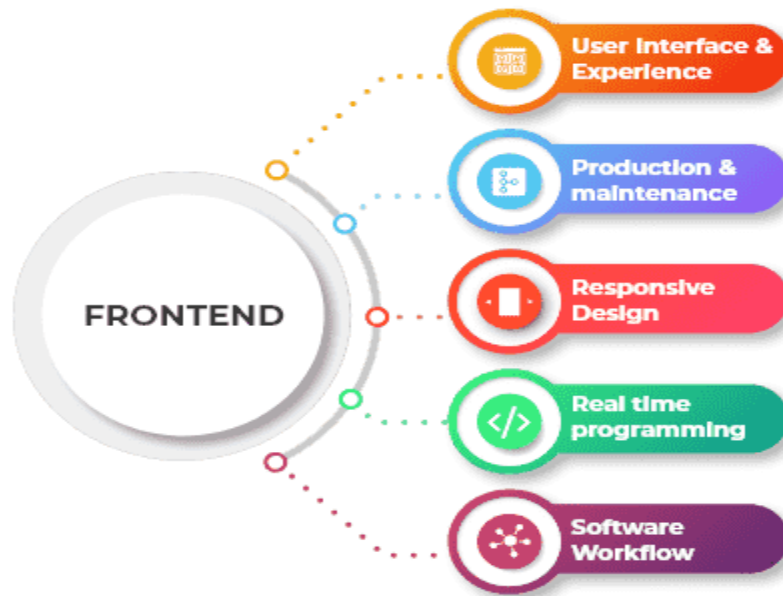 FRONTEND
User Interface &
Experience
Production &
maintenance
Responsive
Design
Real time
programming
Software
Workflow